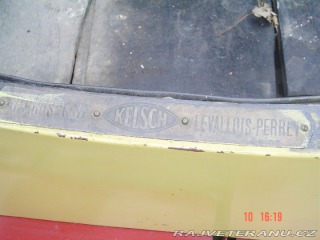 KELSCH LEVALLOIS-PERRET
10 16:19
RAJVETERANU.CZ